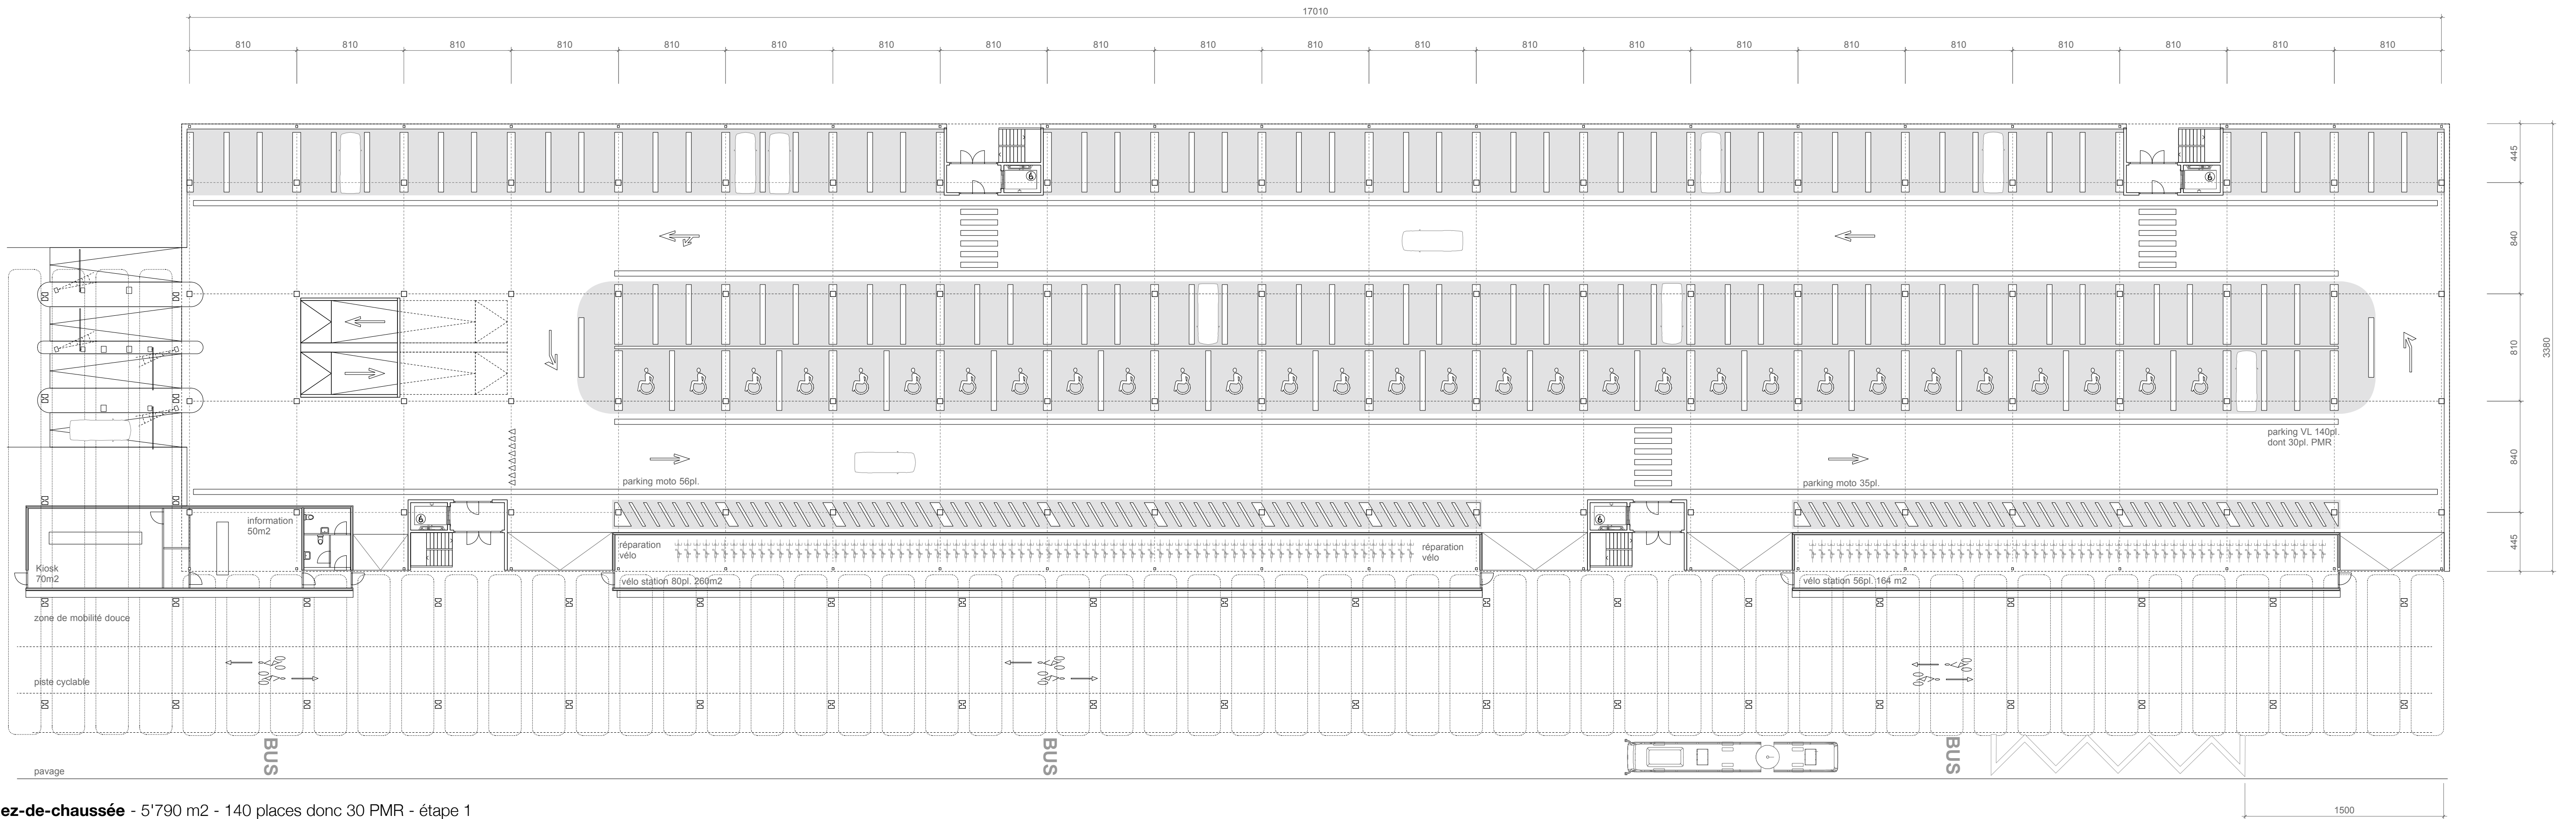 17010
810 810 810 810 810 810 810 810 810 810 810 810 810 810 810 810 810 810 810 810 810
445
840
810
3380
840
445
6
6
parking VL 140pl.
dont 30pl. PMR
parking moto 56pl.
parking moto 35pl.
information
50m2
6
6
Kiosk
70m2
réparation
vélo
réparation
vélo
vélo station 80pl. 260m2
vélo station 56pl. 164 m2
zone de mobilité douce
piste cyclable
BUS
BUS
BUS
pavage
1500
ez-de-chaussée - 5'790 m2 - 140 places donc 30 PMR - étape 1